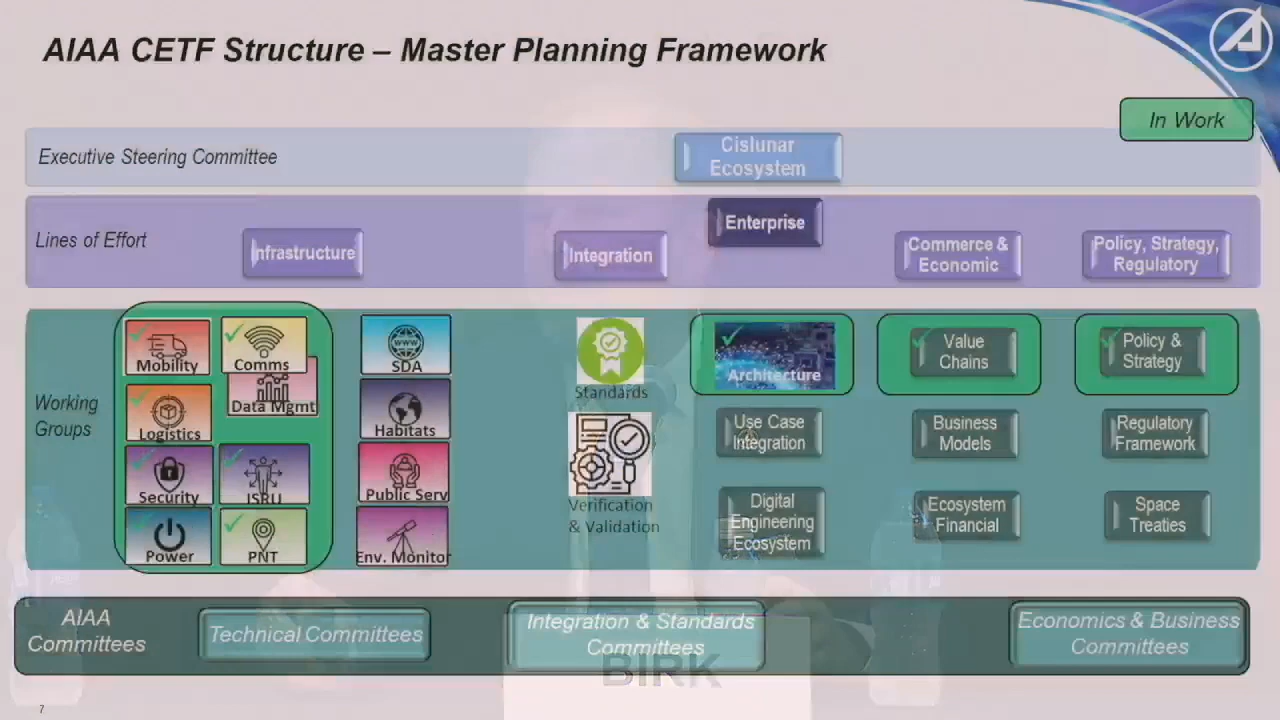 AIAA CETF Structure – Master Planning Framework
In Work
Executive Steering Committee
Cislunar
Ecosystem
Lines of Effort
Infrastructure
Integration
Enterprise
Commerce &
Economic
Policy, Strategy,
Regulatory
Working
Groups
Mobility
Comms
Data Mgmt
Logistics
Security
ISRU
Power
PNT
WWW
SDA
Habitats
Public Serv
Env. Monitor
Standards
Verification
& Validation
Architecture
Use Case
Integration
Digital
Engineering
Ecosystem
Value
Chains
Business
Models
Ecosystem
Financial
Policy &
Strategy
Regulatory
Framework
Space
Treaties
AIAA
Committees
Technical Committees
Integration & Standards
Committees
Economics & Business
Committees
BIRK
7